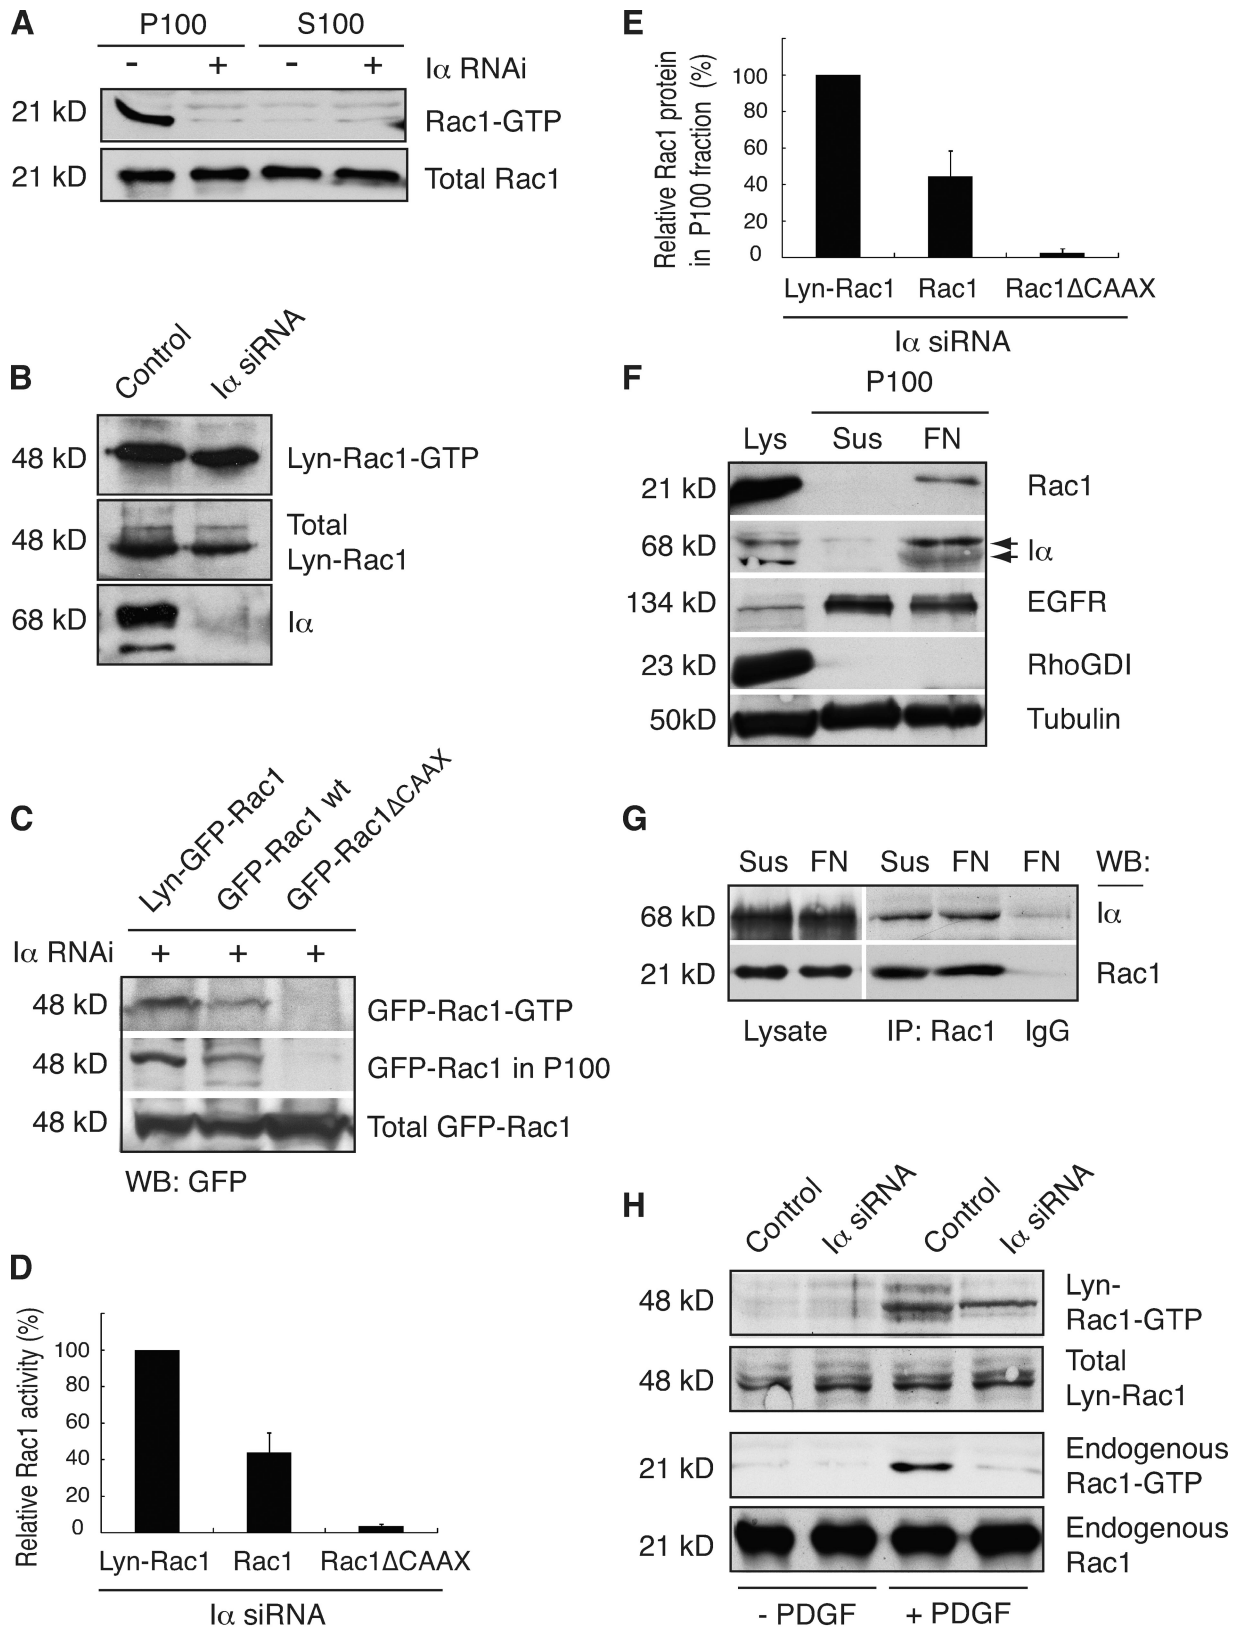 A
P100 S100
- + - + Iα RNAi
21 kD Rac1-GTP
21 kD Total Rac1
B
Control Iα siRNA
48 kD Lyn-Rac1-GTP
48 kD Total
Lyn-Rac1
68 kD Iα
C
Lyn-GFP-Rac1 GFP-Rac1 wt GFP-Rac1ΔCAAX
Iα RNAi + + +
48 kD GFP-Rac1-GTP
48 kD GFP-Rac1 in P100
48 kD Total GFP-Rac1
WB: GFP
D
Relative Rac1 activity (%)
100
80
60
40
20
0
Lyn-Rac1 Rac1 Rac1ΔCAAX
Iα siRNA
E
Relative Rac1 protein
in P100 fraction (%)
100
80
60
40
20
0
Lyn-Rac1 Rac1 Rac1ΔCAAX
Iα siRNA
F
P100
Lys Sus FN
21 kD Rac1
68 kD Iα
134 kD EGFR
23 kD RhoGDI
50kD Tubulin
G
Sus FN Sus FN FN WB:
68 kD Iα
21 kD Rac1
Lysate IP: Rac1 IgG
H
Control Iα siRNA Control Iα siRNA
48 kD Lyn-
Rac1-GTP
48 kD Total
Lyn-Rac1
21 kD Endogenous
Rac1-GTP
21 kD Endogenous
Rac1
- PDGF + PDGF